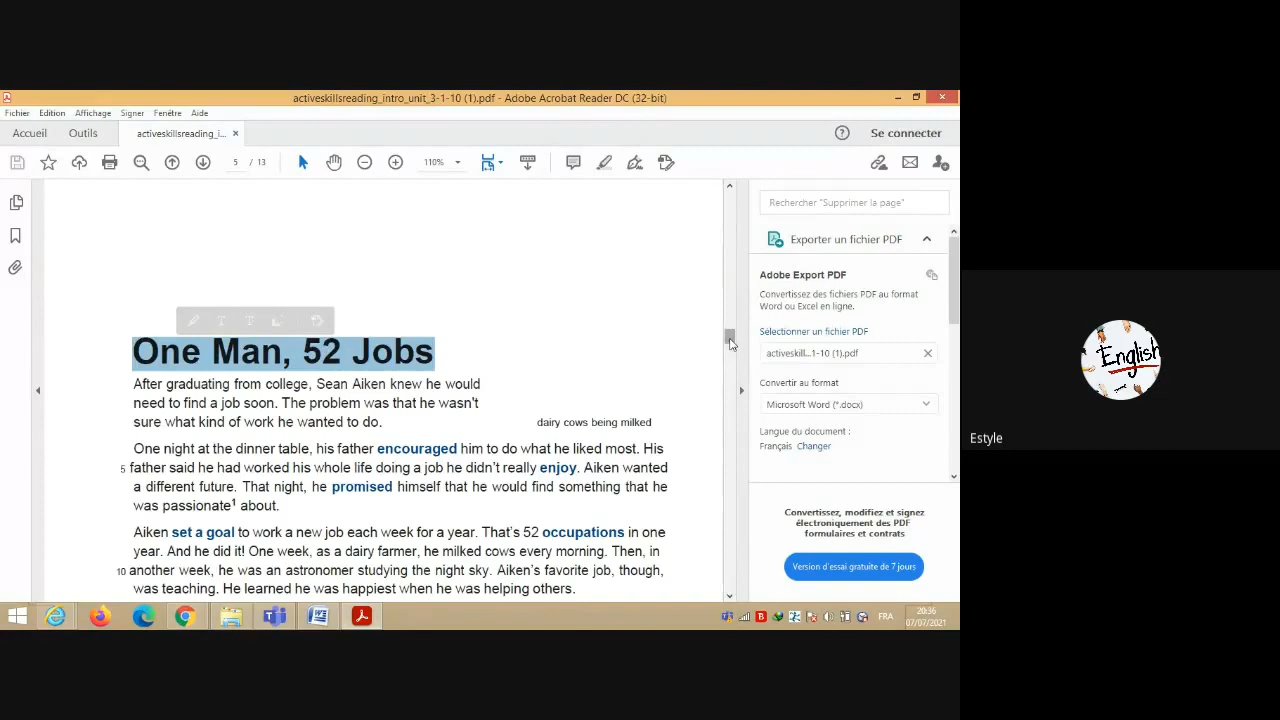 activeskillsreading_intro_unit_3-1-10 (1).pdf - Adobe Acrobat Reader DC (32-bit)
Fichier Edition Affichage Signer Fenêtre Aide
Accueil Outils activeskillsreading_i... × Se connecter
5 / 13 110%
Rechercher "Supprimer la page"
Exporter un fichier PDF
Adobe Export PDF
Convertissez des fichiers PDF au format
Word ou Excel en ligne.
Sélectionner un fichier PDF
activeskill...1-10 (1).pdf
Convertir au format
Microsoft Word (*.docx)
Langue du document :
Français Changer
Convertissez, modifiez et signez
électroniquement des PDF
formulaires et contrats
Version d'essai gratuite de 7 jours
One Man, 52 Jobs
After graduating from college, Sean Aiken knew he would
need to find a job soon. The problem was that he wasn't
sure what kind of work he wanted to do.
dairy cows being milked
One night at the dinner table, his father encouraged him to do what he liked most. His
5 father said he had worked his whole life doing a job he didn't really enjoy. Aiken wanted
a different future. That night, he promised himself that he would find something that he
was passionate¹ about.
Aiken set a goal to work a new job each week for a year. That's 52 occupations in one
year. And he did it! One week, as a dairy farmer, he milked cows every morning. Then, in
10 another week, he was an astronomer studying the night sky. Aiken's favorite job, though,
was teaching. He learned he was happiest when he was helping others.
FRA
20:36
07/07/2021
English
Estyle